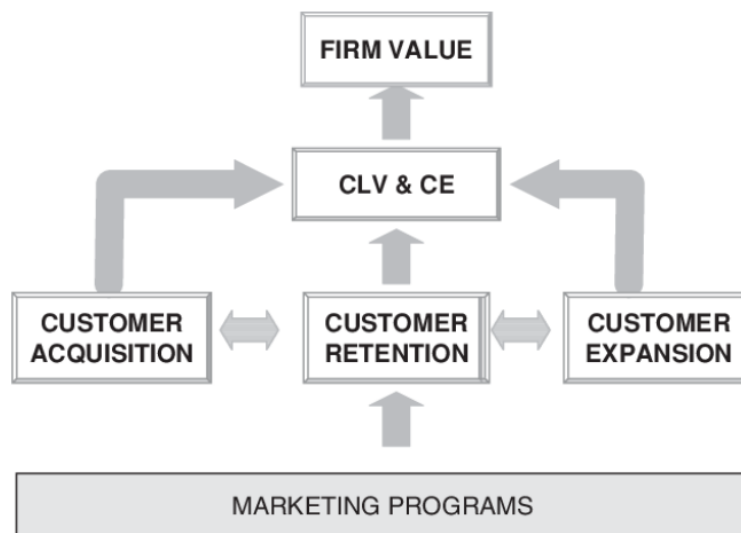 FIRM VALUE
CLV & CE
CUSTOMER
ACQUISITION
CUSTOMER
RETENTION
CUSTOMER
EXPANSION
MARKETING PROGRAMS